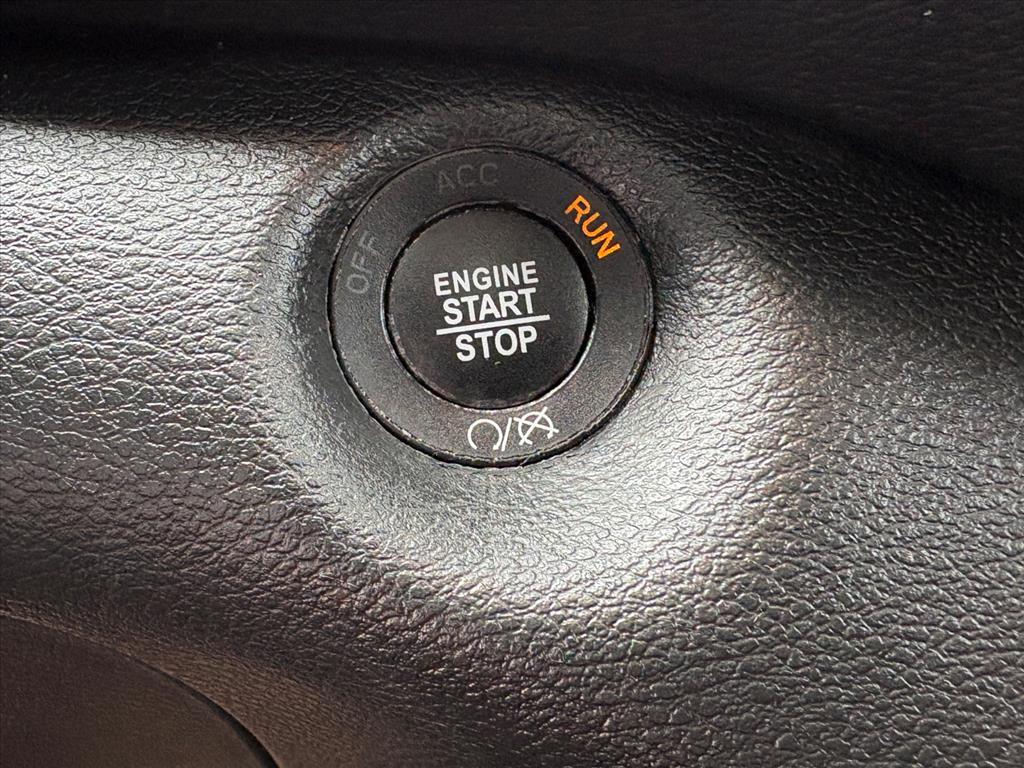 OFF
ACC
RUN
ENGINE
START
STOP